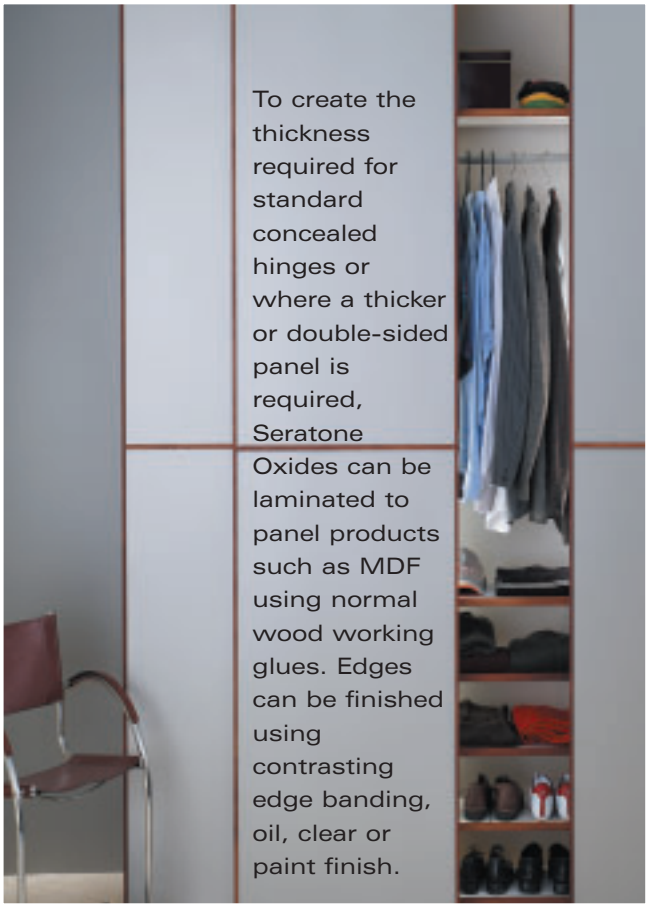 To create the
thickness
required for
standard
concealed
hinges or
where a thicker
or double-sided
panel is
required,
Seratone
Oxides can be
laminated to
panel products
such as MDF
using normal
wood working
glues. Edges
can be finished
using
contrasting
edge banding,
oil, clear or
paint finish.